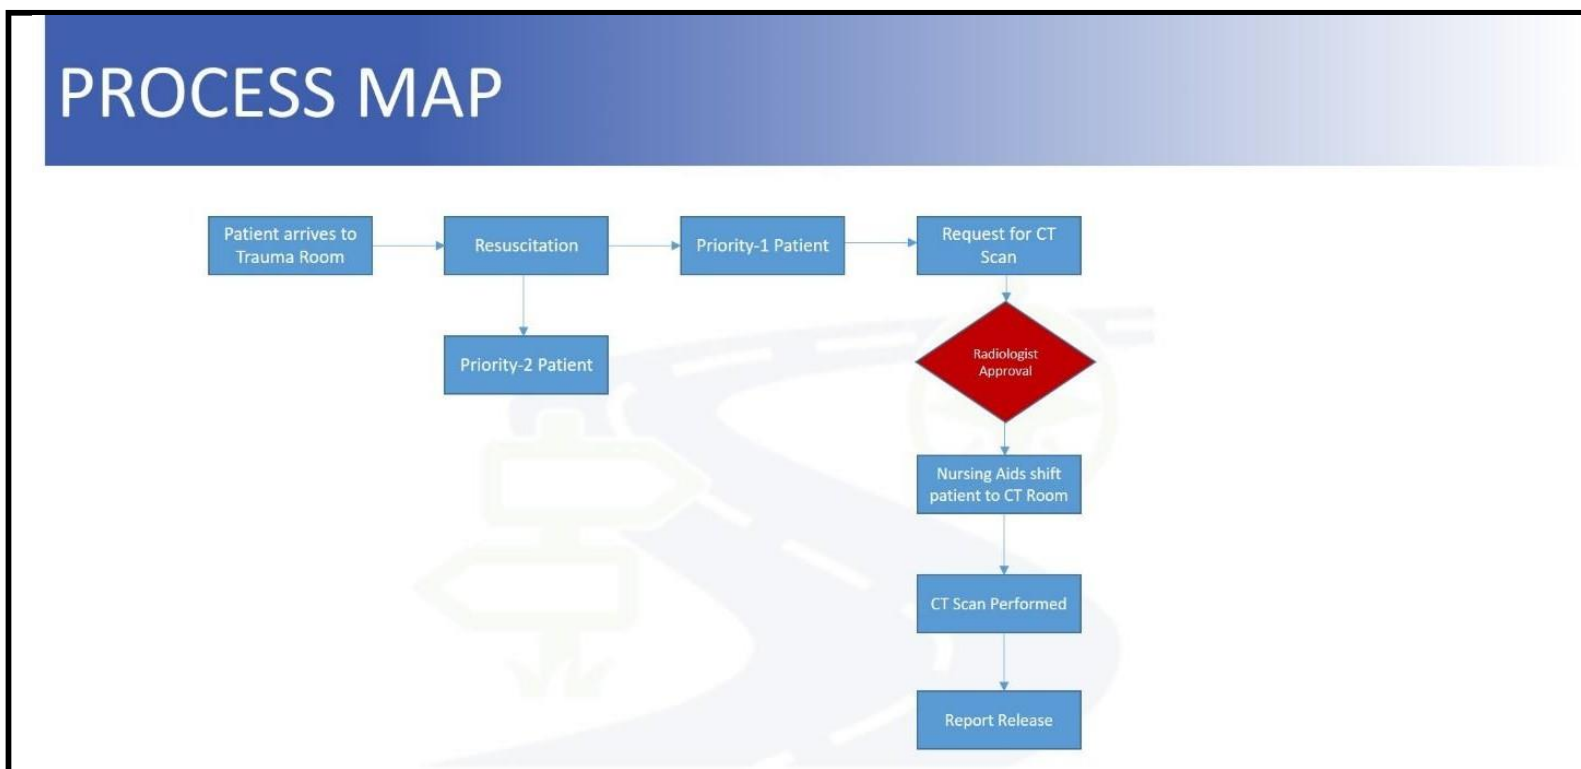 PROCESS MAP
Patient arrives to
Trauma Room
Resuscitation
Priority-1 Patient
Request for CT
Scan
Priority-2 Patient
Radiologist
Approval
Nursing Aids shift
patient to CT Room
CT Scan Performed
Report Release